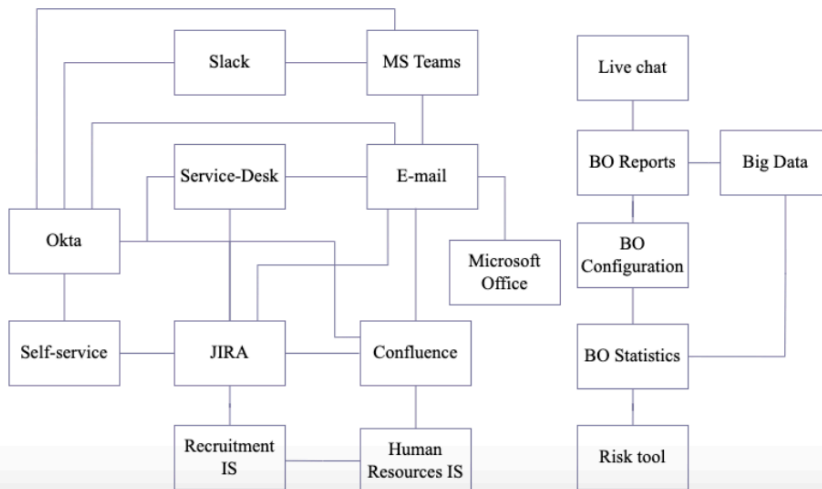 Slack
MS Teams
Live chat
Service-Desk
E-mail
BO Reports
Big Data
Okta
Microsoft
Office
BO
Configuration
Self-service
JIRA
Confluence
BO Statistics
Recruitment
IS
Human
Resources IS
Risk tool